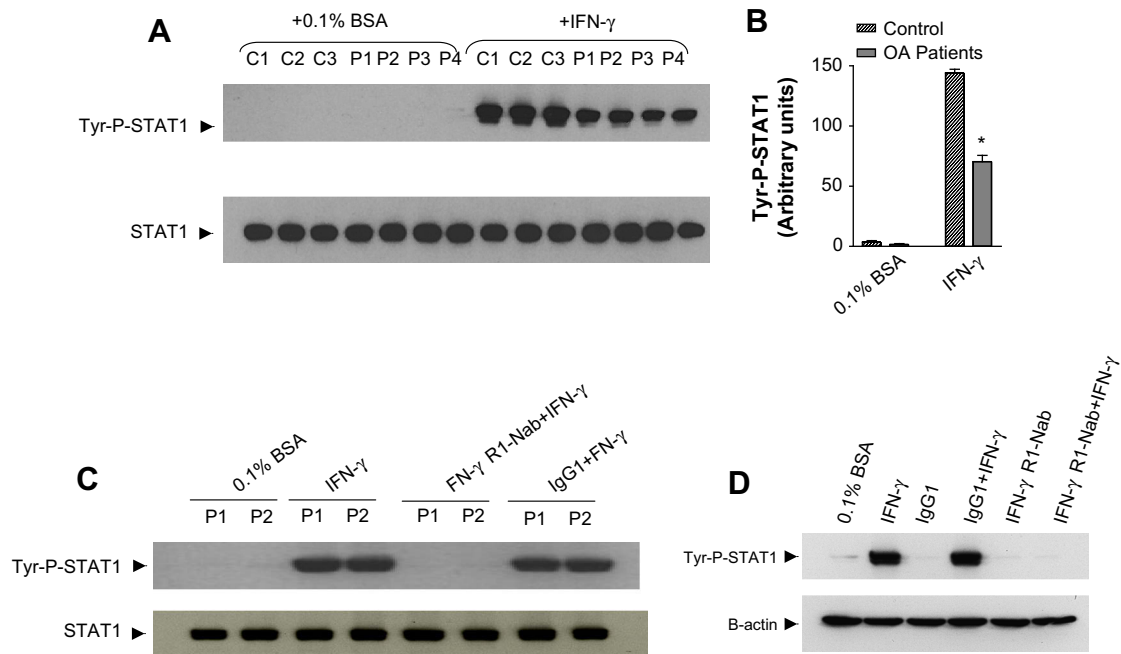 A
+0.1% BSA
+IFN-γ
C1 C2 C3 P1 P2 P3 P4 C1 C2 C3 P1 P2 P3 P4
Tyr-P-STAT1
STAT1
B
Control
OA Patients
Tyr-P-STAT1
(Arbitrary units)
150
100
50
0
*
0.1% BSA
IFN-γ
C
0.1% BSA
IFN-γ
FN-γ R1-Nab+IFN-γ
IgG1+FN-γ
P1 P2 P1 P2 P1 P2 P1 P2
Tyr-P-STAT1
STAT1
D
0.1% BSA
IFN-γ
IgG1
IgG1+IFN-γ
IFN-γ R1-Nab
IFN-γ R1-Nab+IFN-γ
Tyr-P-STAT1
B-actin